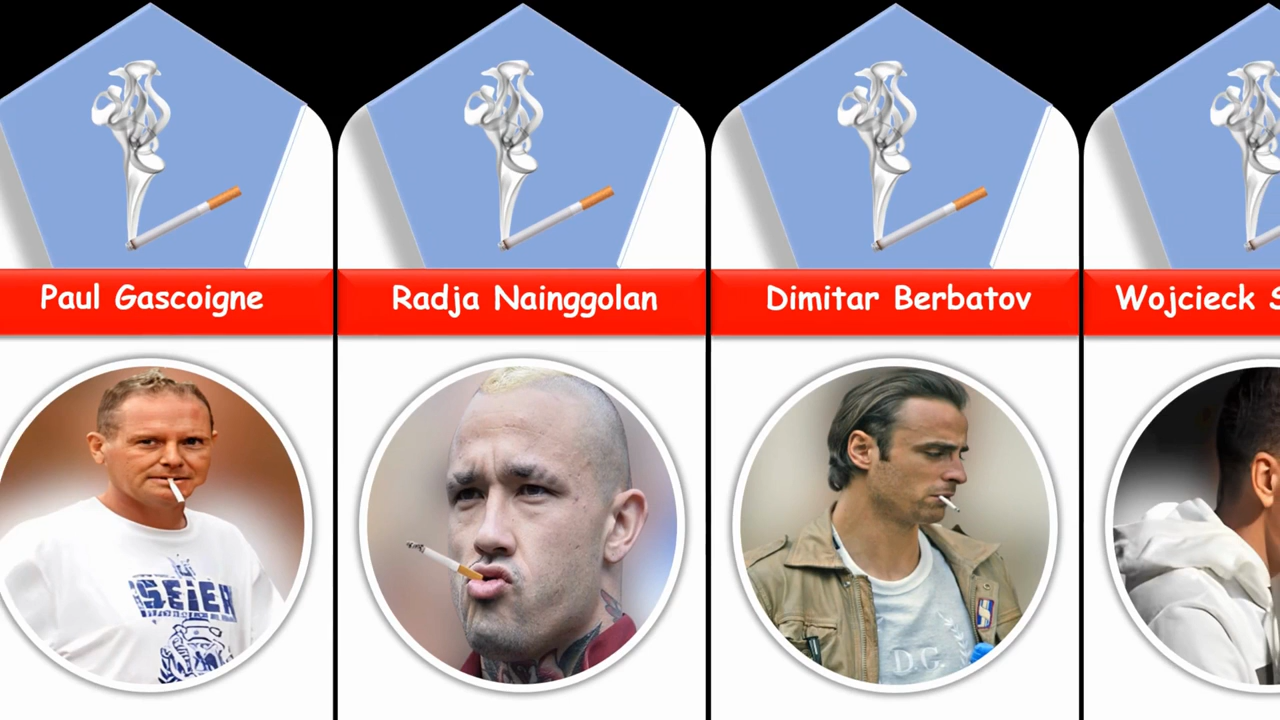 Paul Gascoigne
Radja Nainggolan
Dimitar Berbatov
Wojcieck S
SEIER
D.C.